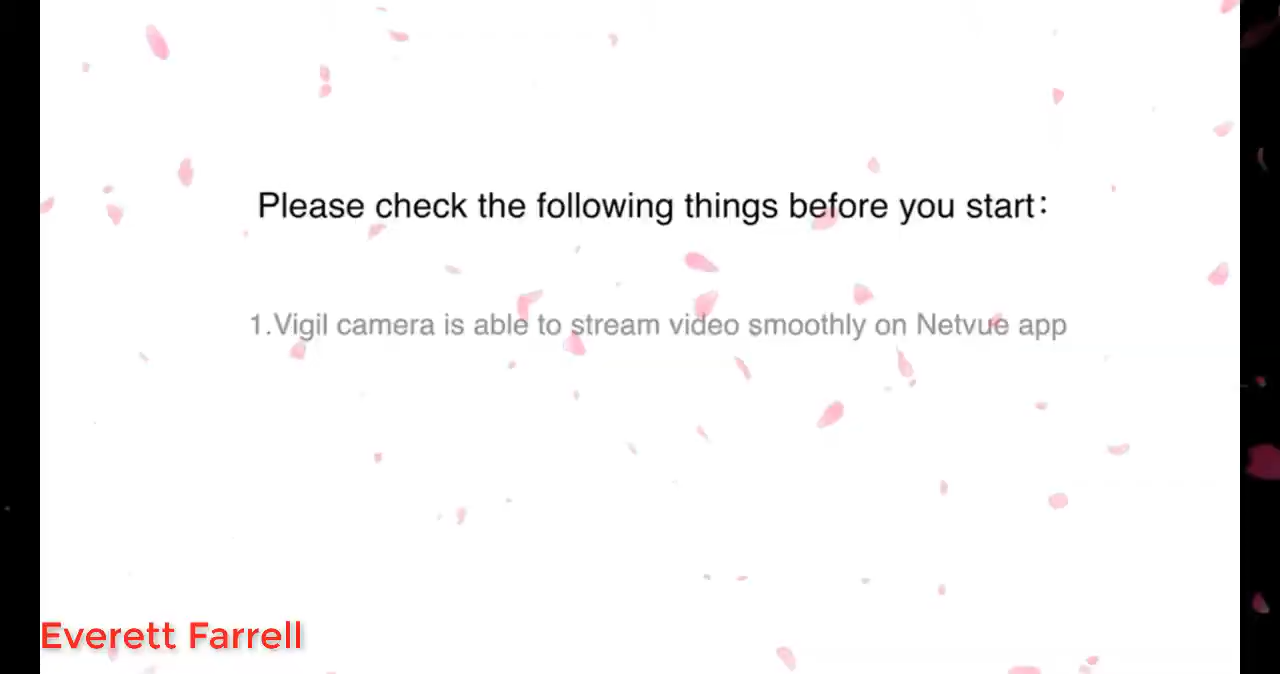 Please check the following things before you start:
1.Vigil camera is able to stream video smoothly on Netvue app
Everett Farrell